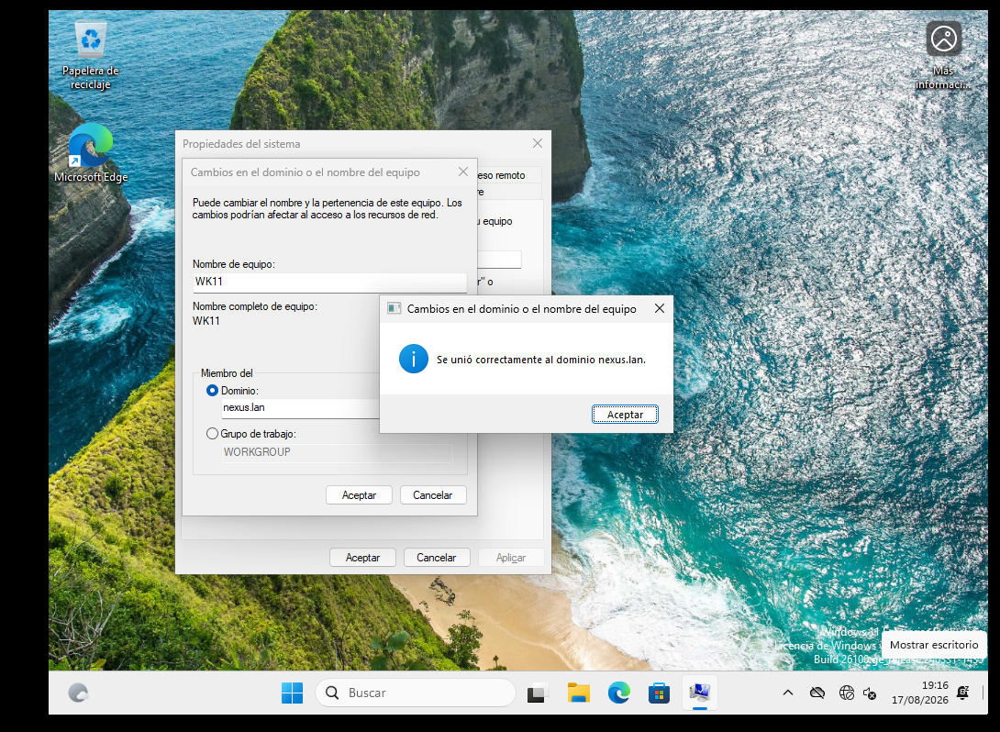 Papelera de
reciclaje
Más
informaci...
Microsoft Edge
Propiedades del sistema
Cambios en el dominio o el nombre del equipo
eso remoto
re
Puede cambiar el nombre y la pertenencia de este equipo. Los
cambios podrían afectar al acceso a los recursos de red.
u equipo
Nombre de equipo:
WK11
r" o
Nombre completo de equipo:
WK11
Cambios en el dominio o el nombre del equipo
Se unió correctamente al dominio nexus.lan.
Aceptar
Miembro del
Dominio:
nexus.lan
Grupo de trabajo:
WORKGROUP
Aceptar
Cancelar
Aceptar
Cancelar
Aplicar
Windows 11
Licencia de Windows
Build 26100.ge_release.240331-1435
Mostrar escritorio
Buscar
19:16
17/08/2026